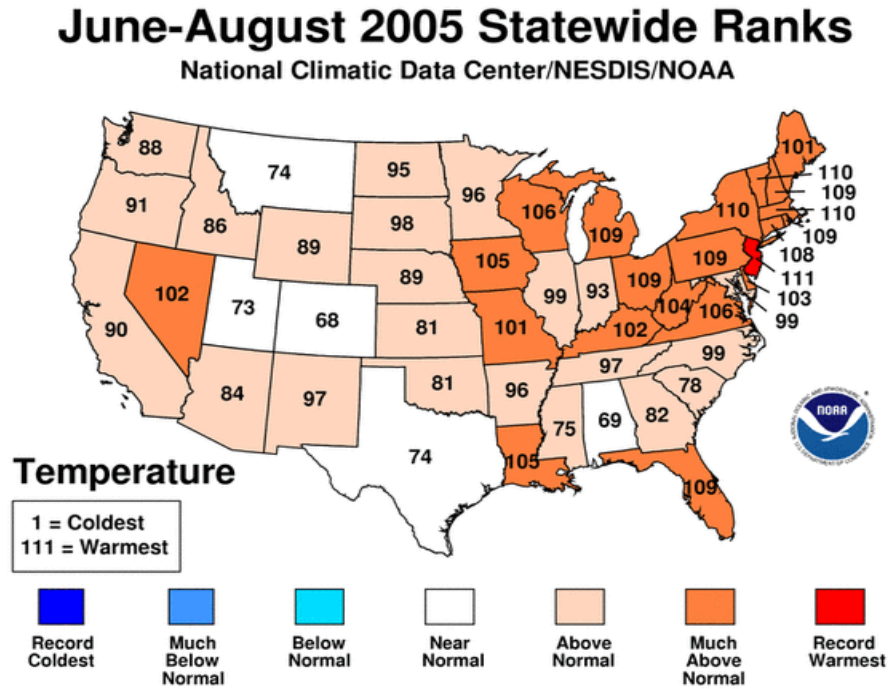 June-August 2005 Statewide Ranks
National Climatic Data Center/NESDIS/NOAA
88
74
95
96
101
110
109
110
109
108
111
103
99
91
86
89
98
106
109
110
109
102
73
68
89
105
99
93
109
104
106
90
81
101
102
84
97
81
96
97
99
78
74
105
75
69
82
109
NOAA
Temperature
1 = Coldest
111 = Warmest
Record
Coldest
Much
Below
Normal
Below
Normal
Near
Normal
Above
Normal
Much
Above
Normal
Record
Warmest